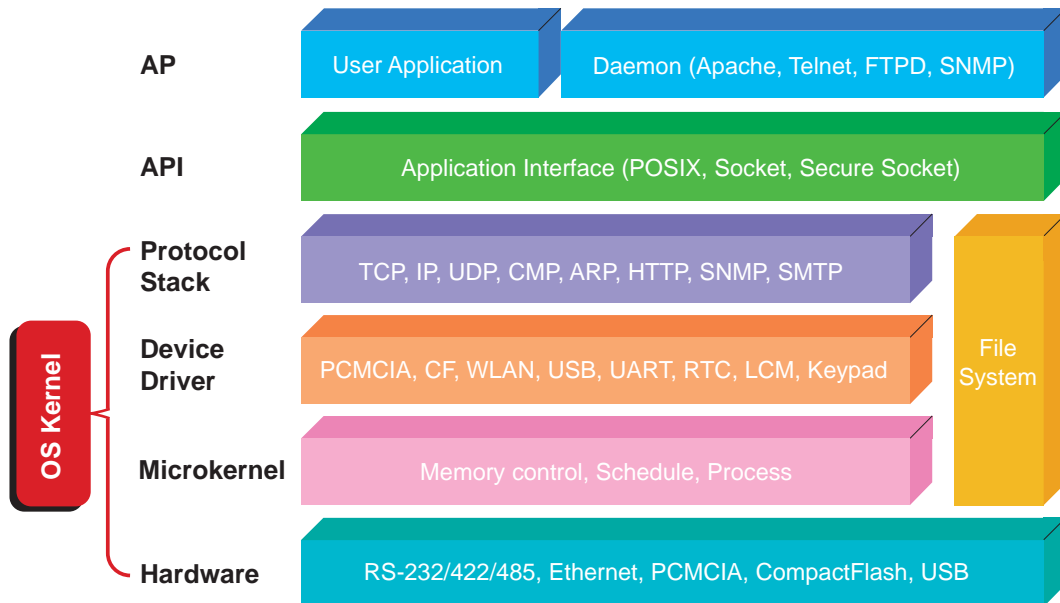 AP
User Application
Daemon (Apache, Telnet, FTPD, SNMP)
API
Application Interface (POSIX, Socket, Secure Socket)
Protocol
Stack
TCP, IP, UDP, CMP, ARP, HTTP, SNMP, SMTP
OS Kernel
Device
Driver
PCMCIA, CF, WLAN, USB, UART, RTC, LCM, Keypad
File
System
Microkernel
Memory control, Schedule, Process
Hardware
RS-232/422/485, Ethernet, PCMCIA, CompactFlash, USB